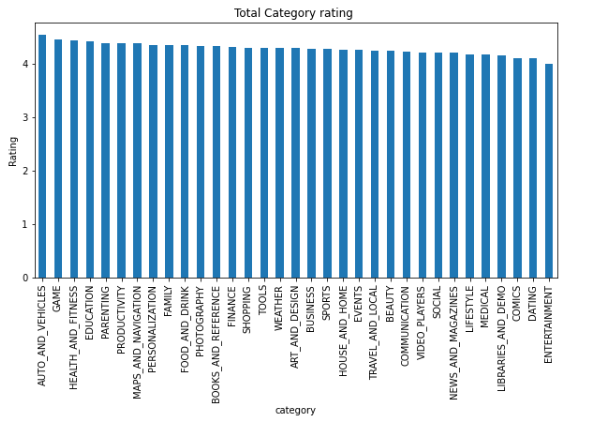 Total Category rating
Rating
4
3
2
1
0
AUTO_AND_VEHICLES
GAME
HEALTH_AND_FITNESS
EDUCATION
PARENTING
PRODUCTIVITY
MAPS_AND_NAVIGATION
PERSONALIZATION
FAMILY
FOOD_AND_DRINK
PHOTOGRAPHY
BOOKS_AND_REFERENCE
FINANCE
SHOPPING
TOOLS
WEATHER
ART_AND_DESIGN
BUSINESS
SPORTS
HOUSE_AND_HOME
EVENTS
TRAVEL_AND_LOCAL
BEAUTY
COMMUNICATION
VIDEO_PLAYERS
SOCIAL
NEWS_AND_MAGAZINES
LIFESTYLE
MEDICAL
LIBRARIES_AND_DEMO
COMICS
DATING
ENTERTAINMENT
category